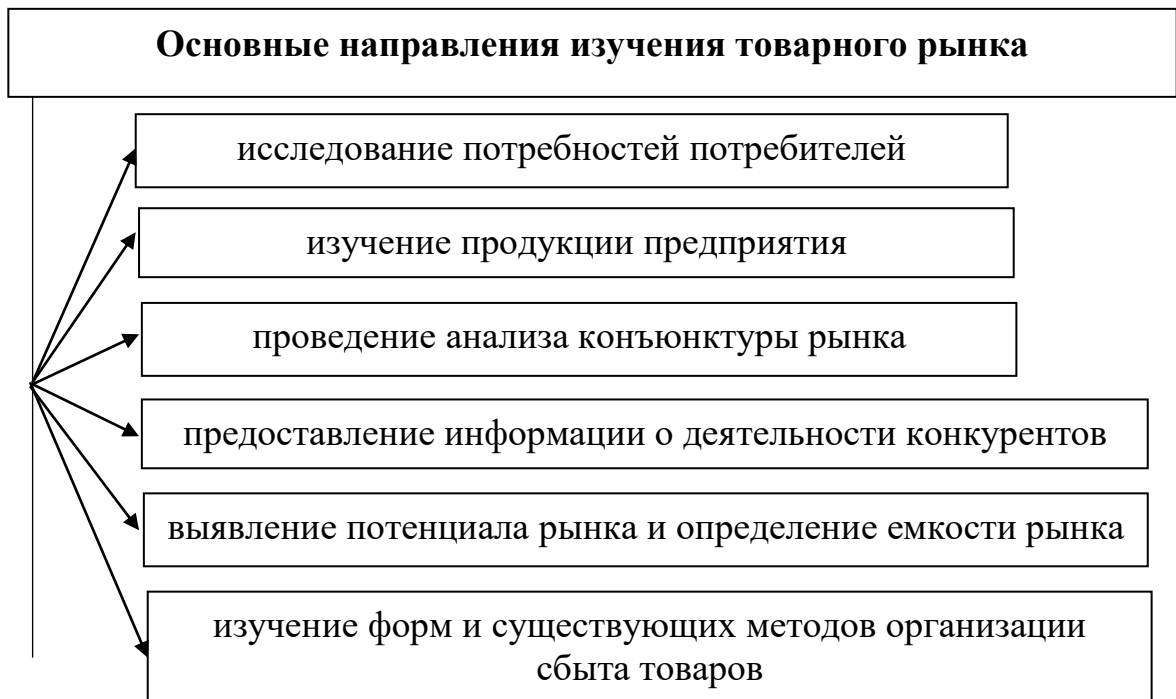 Основные направления изучения товарного рынка
исследование потребностей потребителей
изучение продукции предприятия
проведение анализа конъюнктуры рынка
предоставление информации о деятельности конкурентов
выявление потенциала рынка и определение емкости рынка
изучение форм и существующих методов организации
сбыта товаров